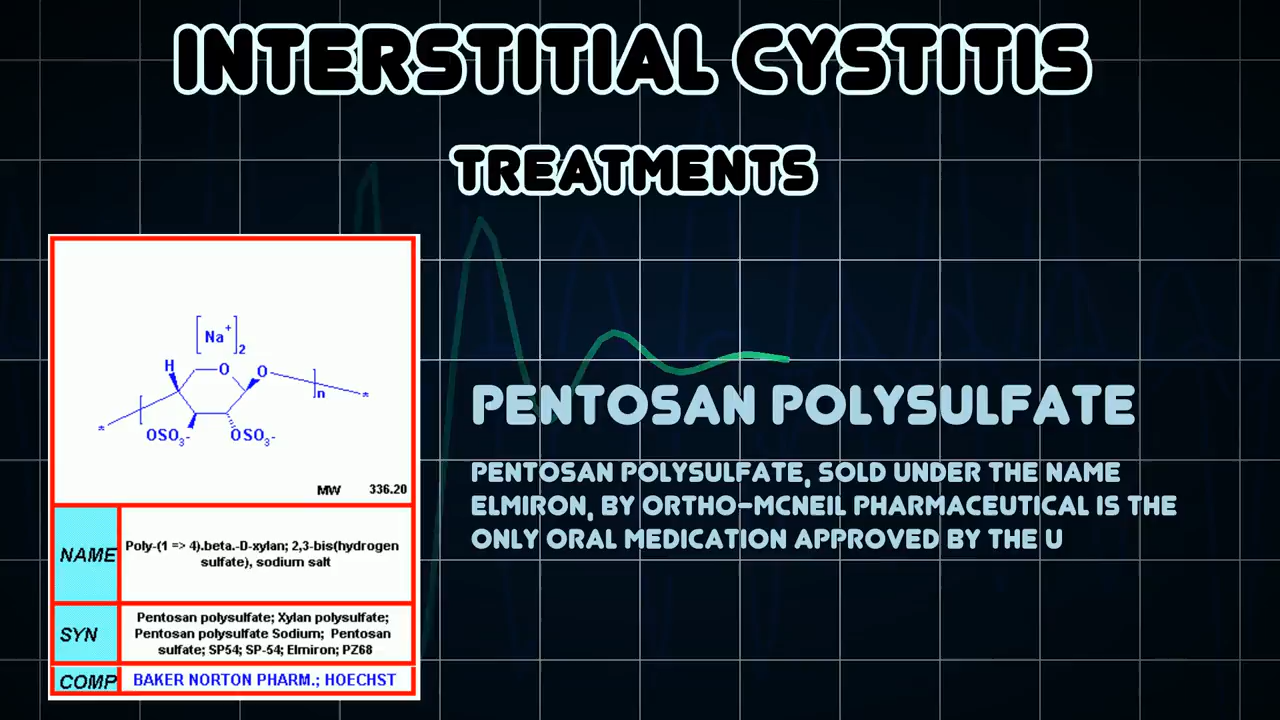 INTERSTITIAL CYSTITIS
TREATMENTS
[Na+]2
H
O
O
n
*
*
OSO3-
OSO3-
MW 336.20
NAME
Poly-(1 => 4).beta.-D-xylan; 2,3-bis(hydrogen
sulfate), sodium salt
SYN
Pentosan polysulfate; Xylan polysulfate;
Pentosan polysulfate Sodium; Pentosan
sulfate; SP54; SP-54; Elmiron; PZ68
COMP
BAKER NORTON PHARM.; HOECHST
PENTOSAN POLYSULFATE
PENTOSAN POLYSULFATE, SOLD UNDER THE NAME
ELMIRON, BY ORTHO-MCNEIL PHARMACEUTICAL IS THE
ONLY ORAL MEDICATION APPROVED BY THE U